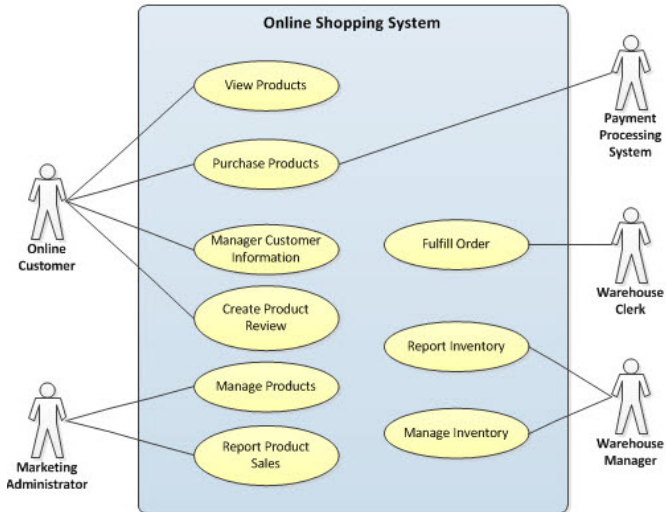 Online Shopping System
View Products
Purchase Products
Manager Customer
Information
Create Product
Review
Manage Products
Report Product
Sales
Fulfill Order
Report Inventory
Manage Inventory
Online
Customer
Marketing
Administrator
Payment
Processing
System
Warehouse
Clerk
Warehouse
Manager